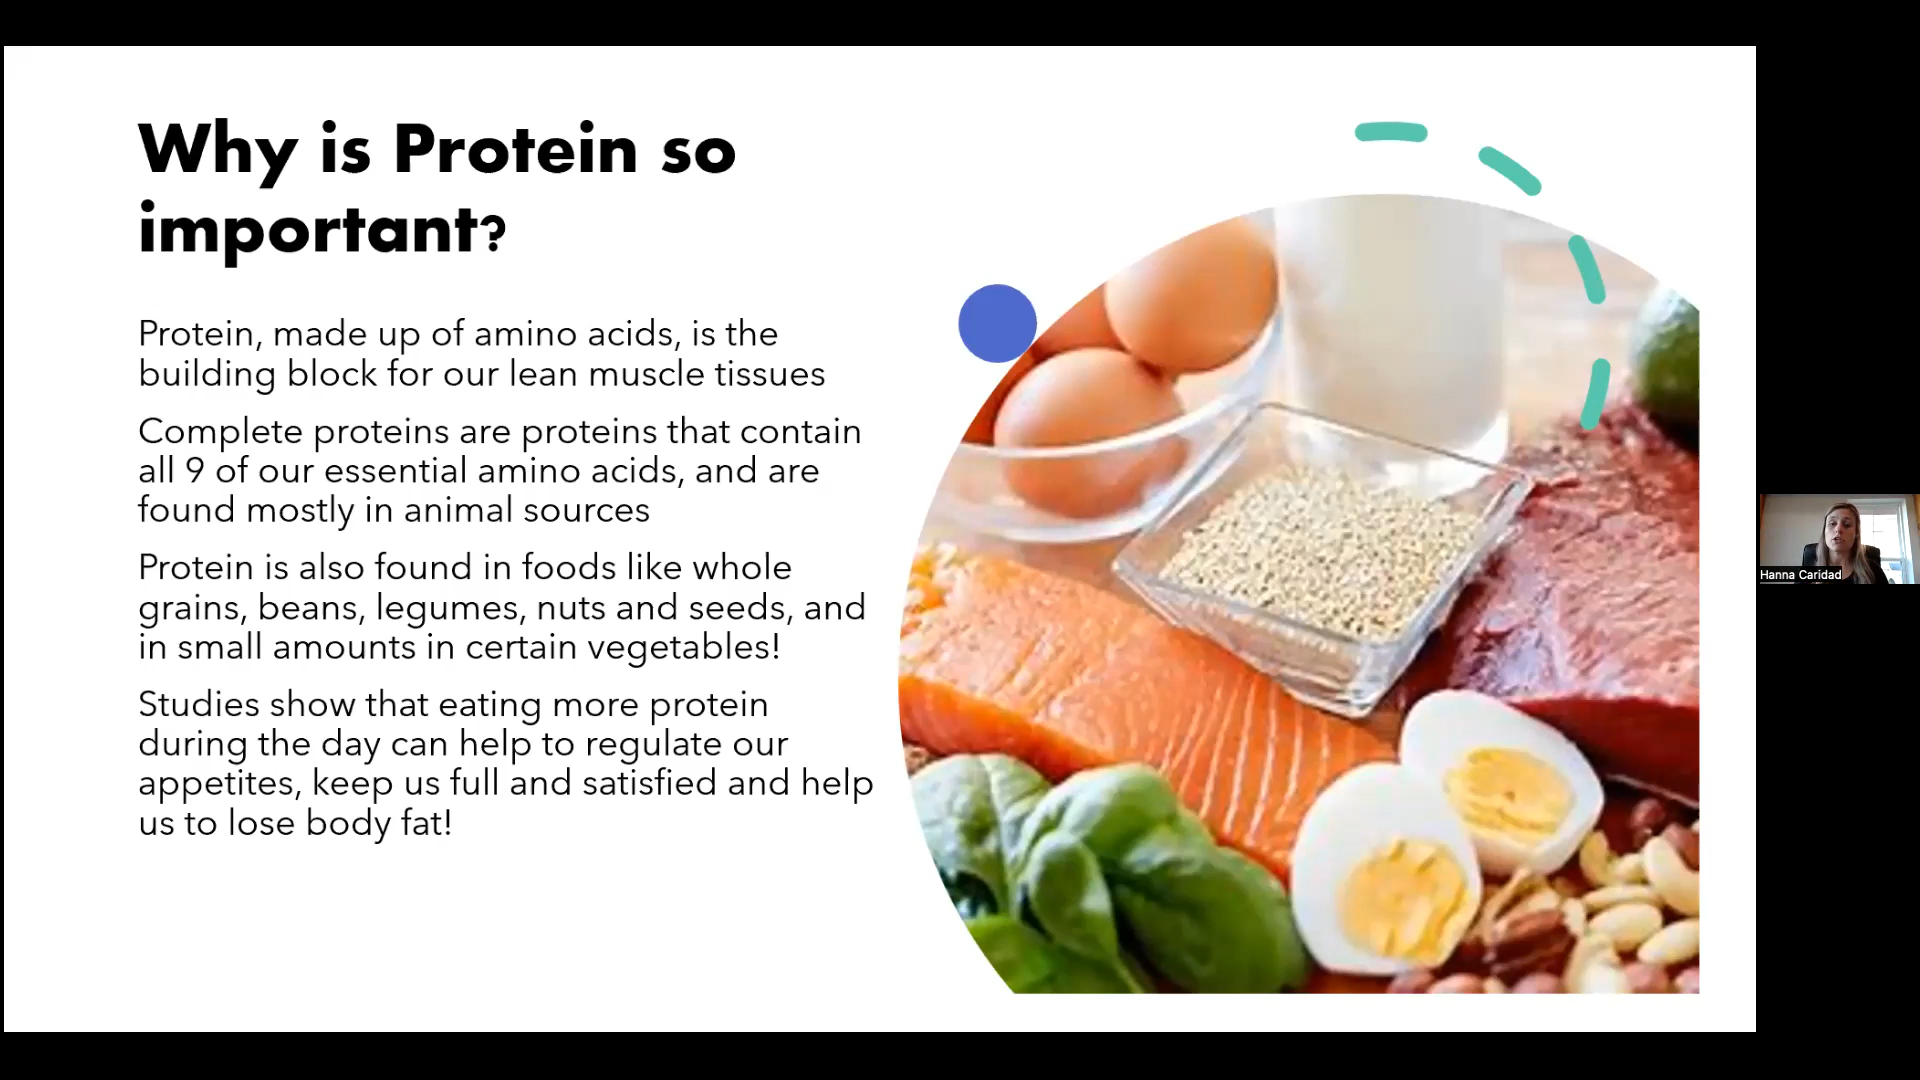 Why is Protein so
important?
Protein, made up of amino acids, is the
building block for our lean muscle tissues
Complete proteins are proteins that contain
all 9 of our essential amino acids, and are
found mostly in animal sources
Protein is also found in foods like whole
grains, beans, legumes, nuts and seeds, and
in small amounts in certain vegetables!
Studies show that eating more protein
during the day can help to regulate our
appetites, keep us full and satisfied and help
us to lose body fat!
Hanna Caridad